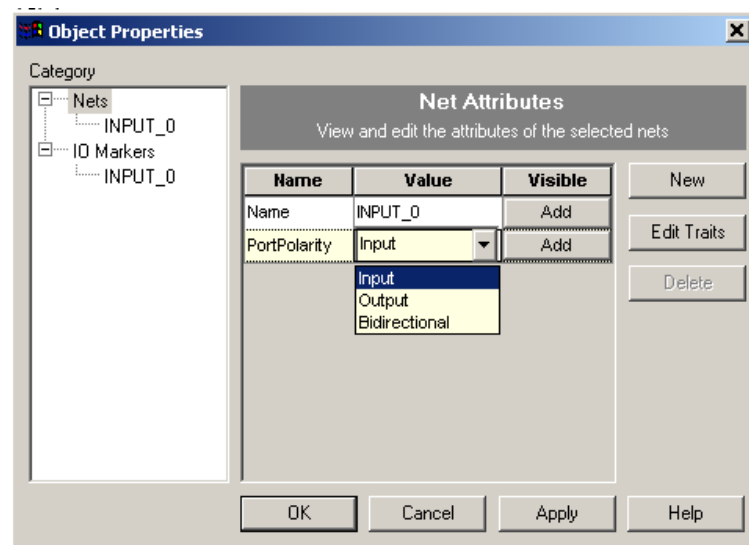 Object Properties
Category
Nets
INPUT_0
IO Markers
INPUT_0
Net Attributes
View and edit the attributes of the selected nets
Name Value Visible
Name INPUT_0 Add
PortPolarity Input Add
Input
Output
Bidirectional
New
Edit Traits
Delete
OK Cancel Apply Help